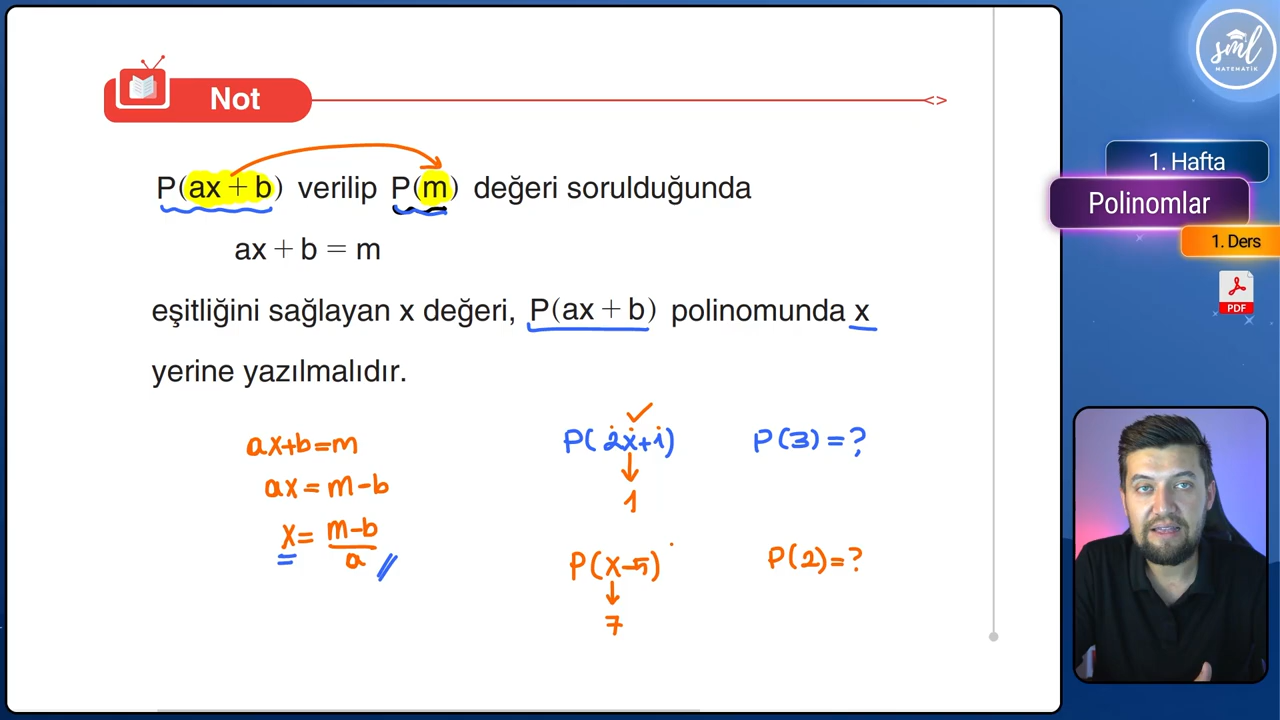 Not
P(ax + b) verilip P(m) değeri sorulduğunda
ax + b = m
eşitliğini sağlayan x değeri, P(ax + b) polinomunda x
yerine yazılmalıdır.
ax+b=m
ax = m-b
x = m-b
a
P(2x+1)
1
P(3)=?
P(x-5)
7
P(2)=?
sml
MATEMATİK
1. Hafta
Polinomlar
1. Ders
PDF